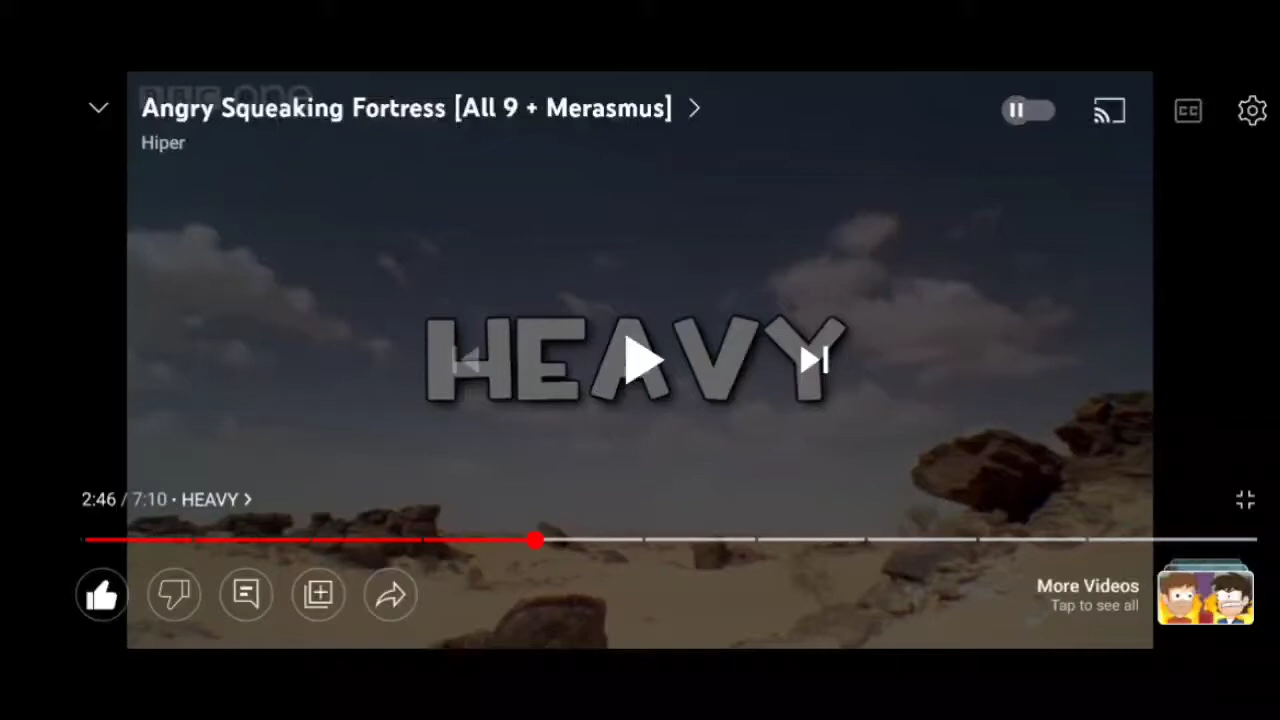 Angry Squeaking Fortress [All 9 + Merasmus]
CC
Hiper
HEAVY
2:46 / 7:10 · HEAVY
More Videos
Tap to see all